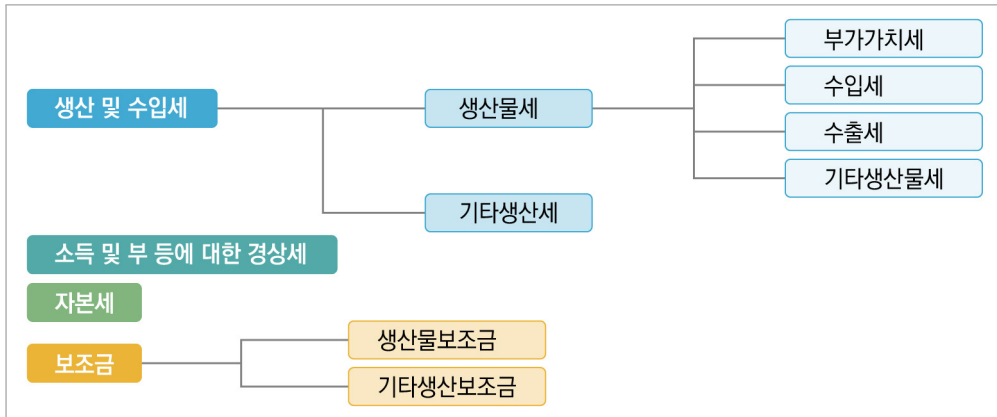 부가가치세
생산 및 수입세
생산물세
수입세
수출세
기타생산물세
기타생산세
소득 및 부 등에 대한 경상세
자본세
생산물보조금
보조금
기타생산보조금